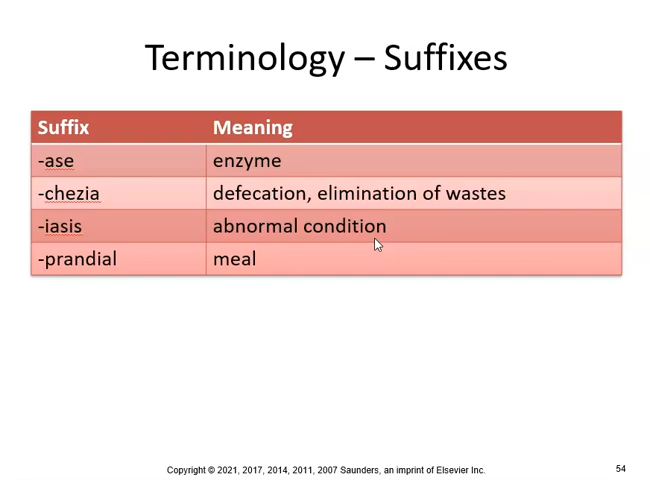 Terminology – Suffixes
Suffix Meaning
-ase enzyme
-chezia defecation, elimination of wastes
-iasis abnormal condition
-prandial meal
Copyright © 2021, 2017, 2014, 2011, 2007 Saunders, an imprint of Elsevier Inc.
54